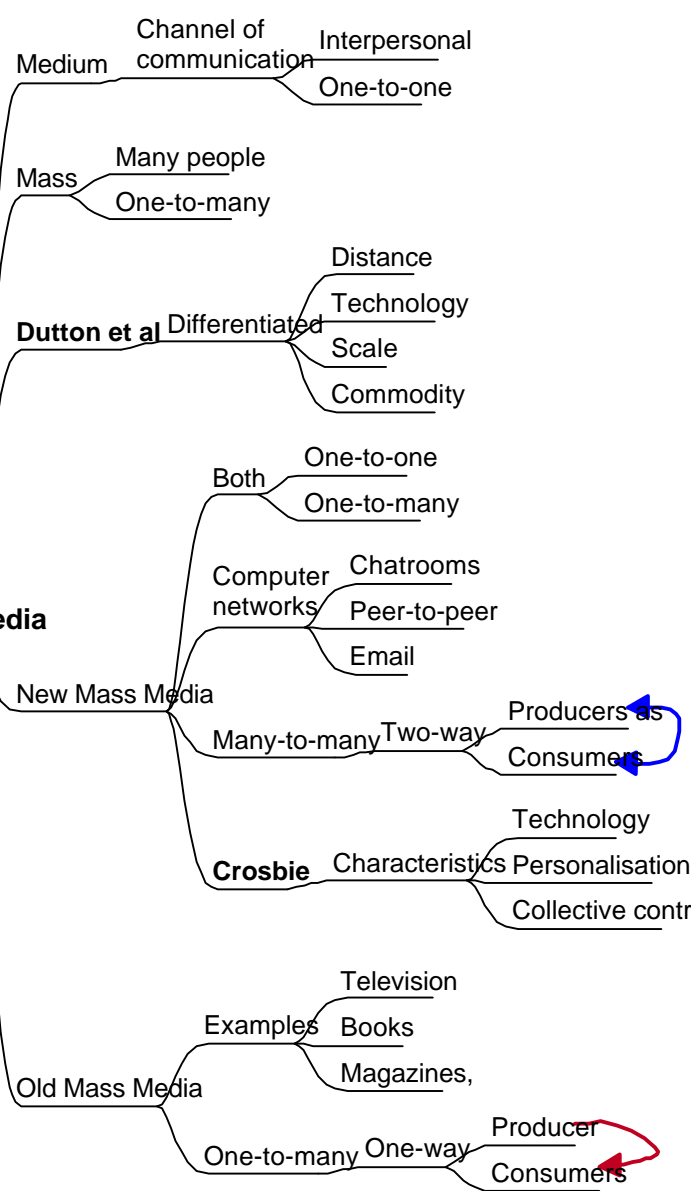 Medium
Channel of
communication
Interpersonal
One-to-one
Mass
Many people
One-to-many
Dutton et al
Differentiated
Distance
Technology
Scale
Commodity
edia
New Mass Media
Both
One-to-one
One-to-many
Computer
networks
Chatrooms
Peer-to-peer
Email
Many-to-many
Two-way
Producers as
Consumers
Crosbie
Characteristics
Technology
Personalisation
Collective contr
Old Mass Media
Examples
Television
Books
Magazines,
One-to-many
One-way
Producer
Consumers